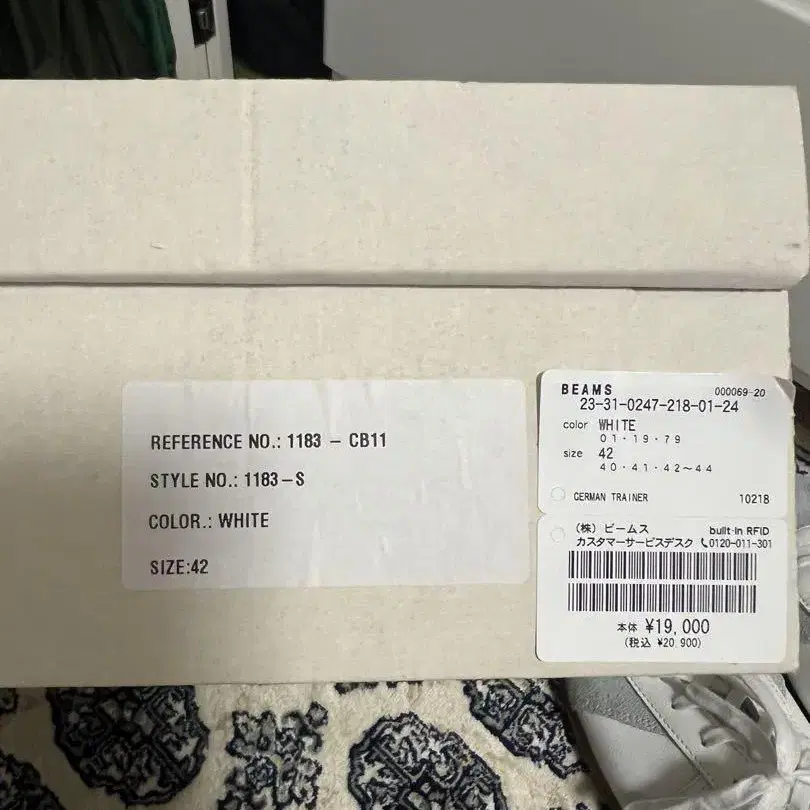 REFERENCE NO.: 1183 - CB11
STYLE NO.: 1183-S
COLOR.: WHITE
SIZE:42
BEAMS 000069-20
23-31-0247-218-01-24
color WHITE
01・19・79
size 42
40・41・42~44
GERMAN TRAINER 1021B
(株)ビームス built-in RFID
カスタマーサービスデスク 0120-011-301
本体 ¥19,000
(税込 ¥20,900)